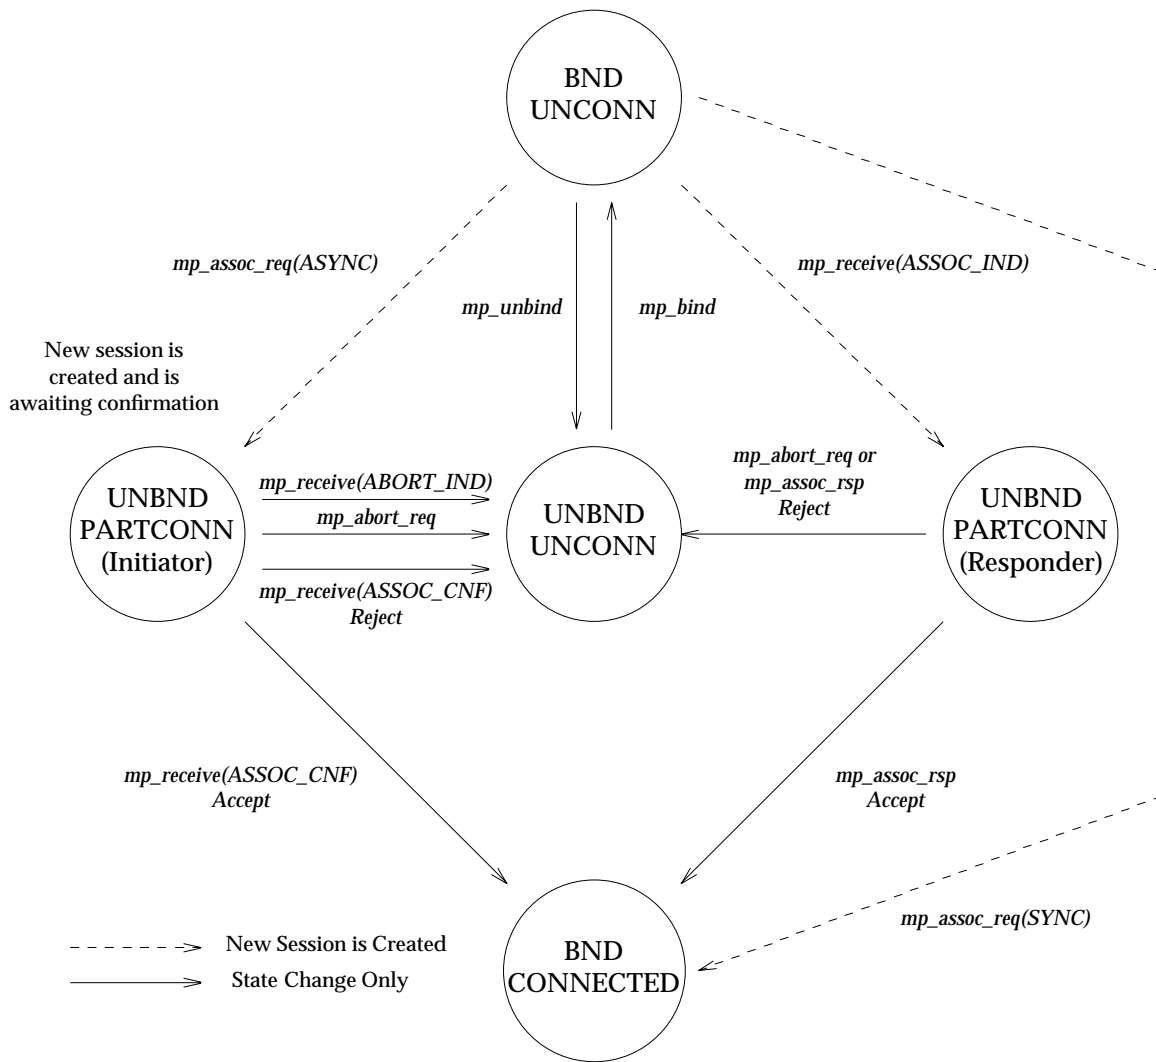 BND
UNCONN
mp_assoc_req(ASYNC)
mp_receive(ASSOC_IND)
mp_unbind
mp_bind
New session is
created and is
awaiting confirmation
UNBND
PARTCONN
(Initiator)
mp_receive(ABORT_IND)
mp_abort_req
mp_receive(ASSOC_CNF)
Reject
UNBND
UNCONN
mp_abort_req or
mp_assoc_rsp
Reject
UNBND
PARTCONN
(Responder)
mp_receive(ASSOC_CNF)
Accept
mp_assoc_rsp
Accept
mp_assoc_req(SYNC)
BND
CONNECTED
New Session is Created
State Change Only